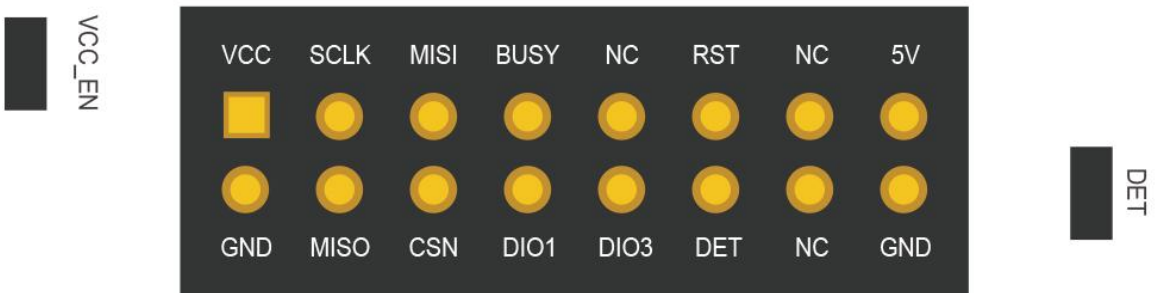 VCC_EN
VCC SCLK MISI BUSY NC RST NC 5V
GND MISO CSN DIO1 DIO3 DET NC GND
DET